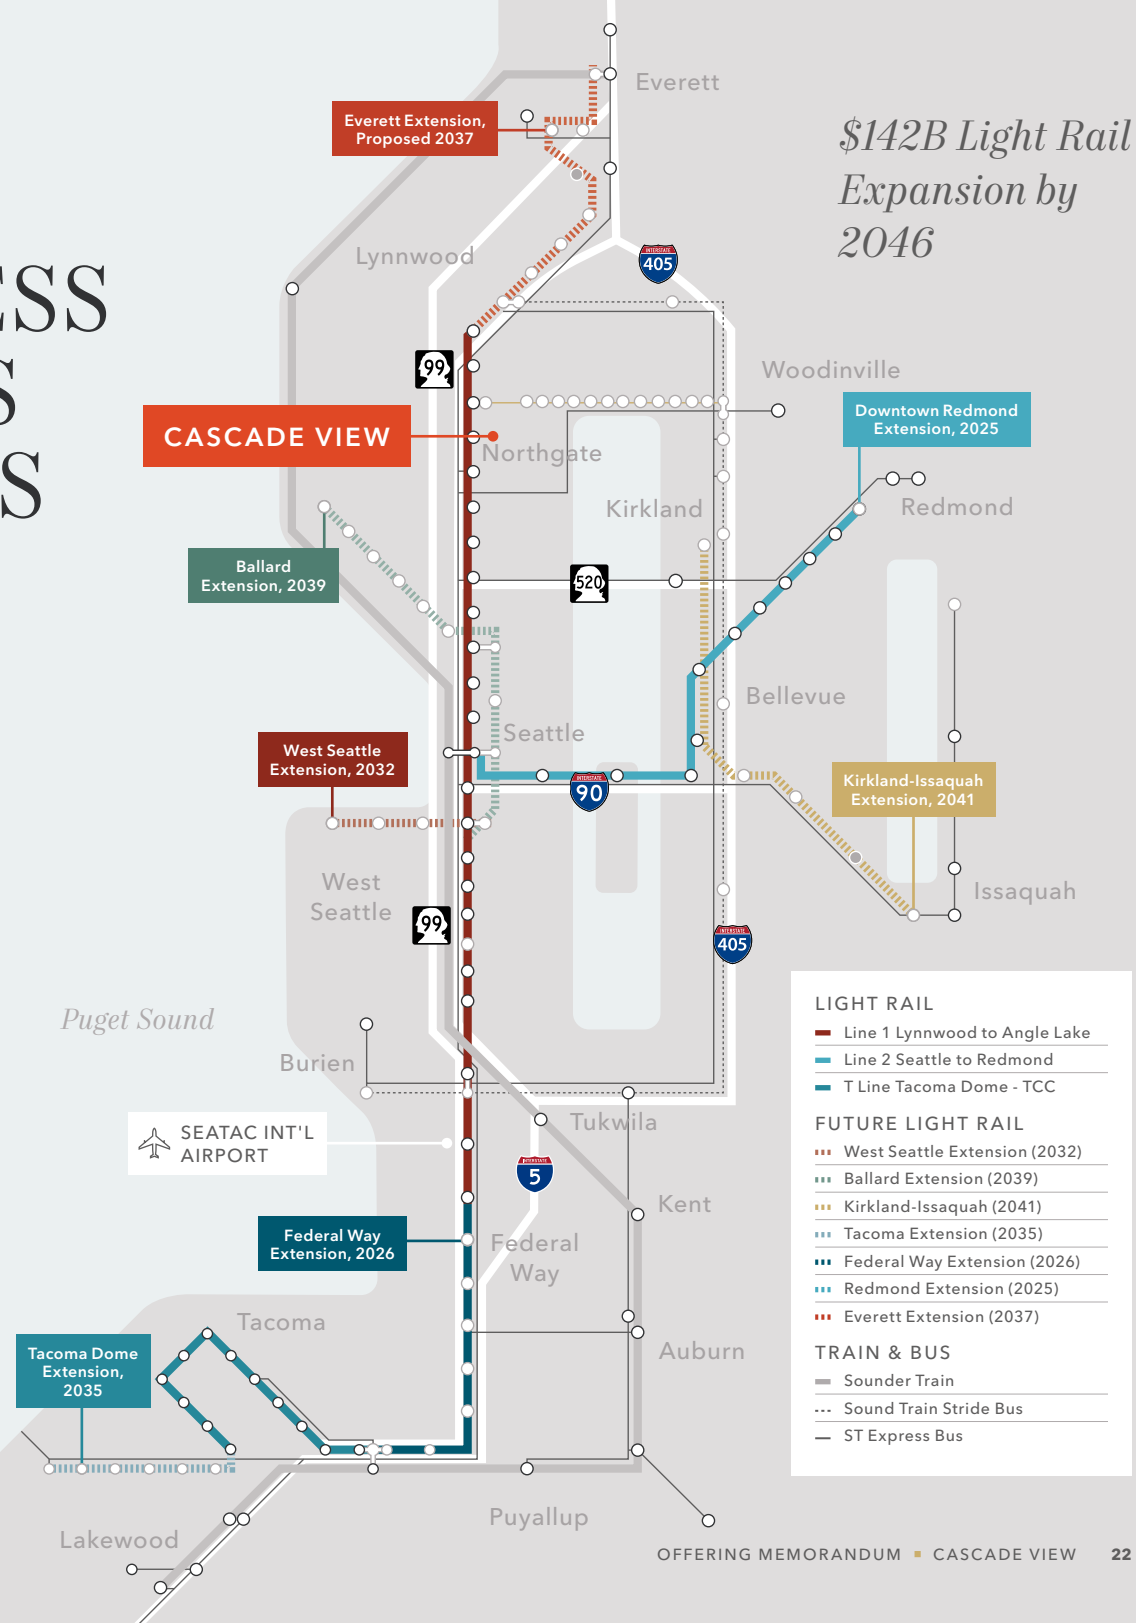 ESS
S
S
$142B Light Rail
Expansion by
2046
Everett
Everett Extension,
Proposed 2037
Lynnwood
INTERSTATE
405
99
Woodinville
Downtown Redmond
Extension, 2025
CASCADE VIEW
Northgate
Kirkland
Redmond
Ballard
Extension, 2039
520
Bellevue
Seattle
West Seattle
Extension, 2032
INTERSTATE
90
Kirkland-Issaquah
Extension, 2041
West
Seattle
Issaquah
99
INTERSTATE
405
Puget Sound
Burien
Tukwila
SEATAC INT'L
AIRPORT
INTERSTATE
5
Kent
Federal Way
Extension, 2026
Federal
Way
Tacoma
Auburn
Tacoma Dome
Extension,
2035
Puyallup
Lakewood
LIGHT RAIL
Line 1 Lynnwood to Angle Lake
Line 2 Seattle to Redmond
T Line Tacoma Dome - TCC
FUTURE LIGHT RAIL
West Seattle Extension (2032)
Ballard Extension (2039)
Kirkland-Issaquah (2041)
Tacoma Extension (2035)
Federal Way Extension (2026)
Redmond Extension (2025)
Everett Extension (2037)
TRAIN & BUS
Sounder Train
Sound Train Stride Bus
ST Express Bus
OFFERING MEMORANDUM ▪ CASCADE VIEW 22